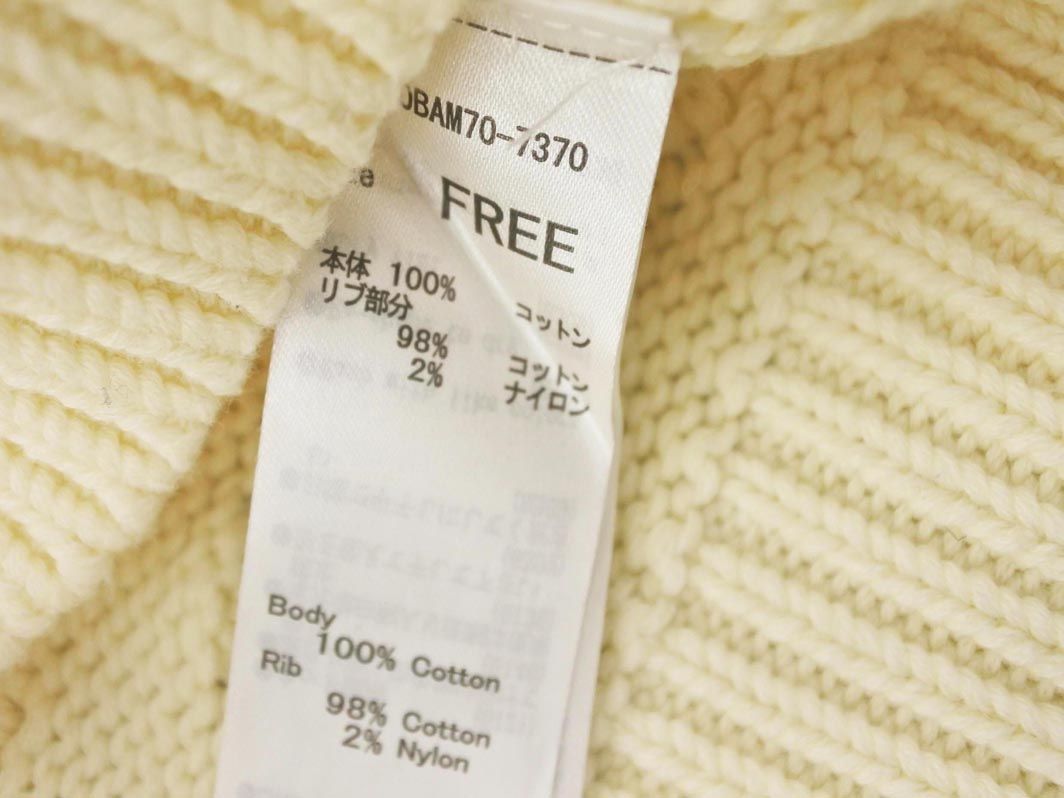 OBAM70-7370
FREE
本体 100% コットン
リブ部分
98% コットン
2% ナイロン
Body
100% Cotton
Rib
98% Cotton
2% Nylon